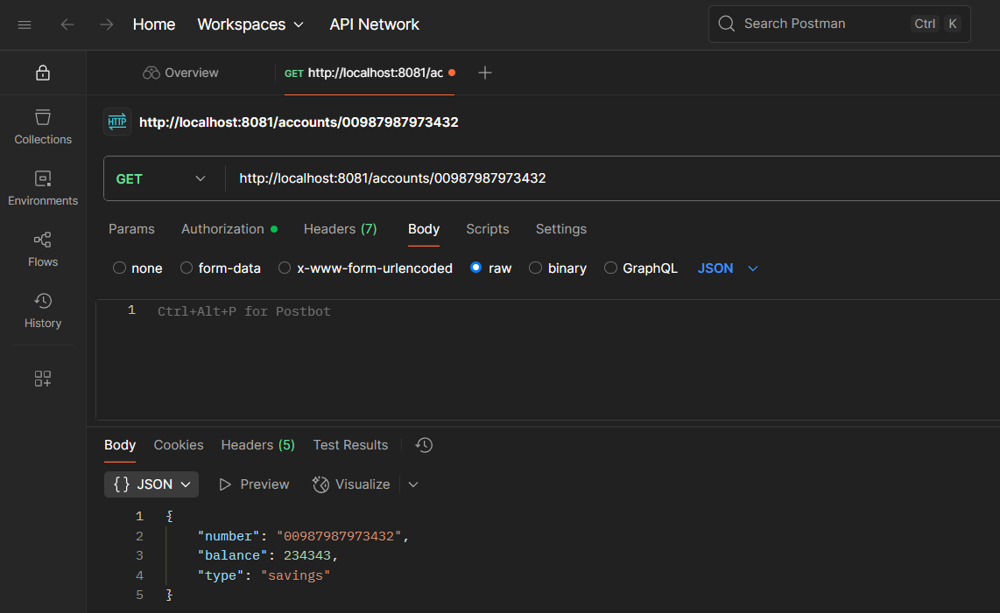 Home Workspaces API Network Search Postman Ctrl K
Overview GET http://localhost:8081/ac
HTTP http://localhost:8081/accounts/00987987973432
GET http://localhost:8081/accounts/00987987973432
Collections
Environments
Flows
History
Params Authorization Headers (7) Body Scripts Settings
none form-data x-www-form-urlencoded raw binary GraphQL JSON
1 Ctrl+Alt+P for Postbot
Body Cookies Headers (5) Test Results
{} JSON Preview Visualize
1 {
2 "number": "00987987973432",
3 "balance": 234343,
4 "type": "savings"
5 }